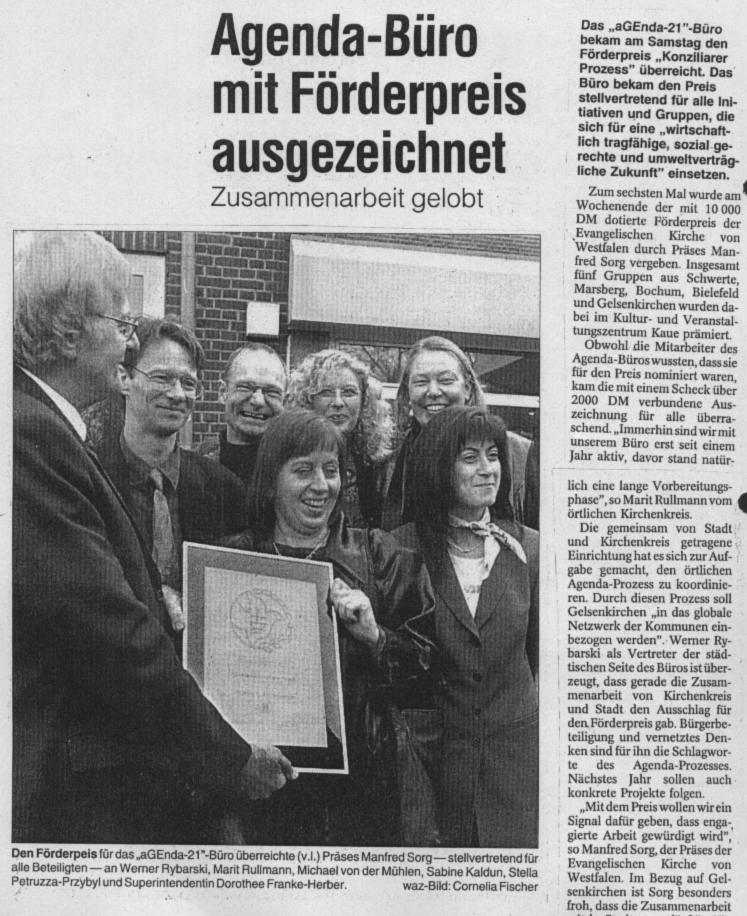 Agenda-Büro
mit Förderpreis
ausgezeichnet
Zusammenarbeit gelobt
Das „aGEnda-21"-Büro
bekam am Samstag den
Förderpreis „Konziliarer
Prozess" überreicht. Das
Büro bekam den Preis
stellvertretend für alle Ini-
tiativen und Gruppen, die
sich für eine „wirtschaft-
lich tragfähige, sozial ge-
rechte und umweltverträg-
liche Zukunft" einsetzen.
Zum sechsten Mal wurde am
Wochenende der mit 10 000
DM dotierte Förderpreis der
Evangelischen Kirche von
Westfalen durch Präses Man-
fred Sorg vergeben. Insgesamt
fünf Gruppen aus Schwerte,
Marsberg, Bochum, Bielefeld
und Gelsenkirchen wurden da-
bei im Kultur- und Veranstal-
tungszentrum Kaue prämiert.
Obwohl die Mitarbeiter des
Agenda-Büros wussten, dass sie
für den Preis nominiert waren,
kam die mit einem Scheck über
2000 DM verbundene Aus-
zeichnung für alle überra-
schend. „Immerhin sind wir mit
unserem Büro erst seit einem
Jahr aktiv, davor stand natür-
lich eine lange Vorbereitungs-
phase", so Marit Rullmann vom
örtlichen Kirchenkreis.
Die gemeinsam von Stadt
und Kirchenkreis getragene
Einrichtung hat es sich zur Auf-
gabe gemacht, den örtlichen
Agenda-Prozess zu koordinie-
ren. Durch diesen Prozess soll
Gelsenkirchen „in das globale
Netzwerk der Kommunen ein-
bezogen werden". Werner Ry-
barski als Vertreter der städ-
tischen Seite des Büros ist über-
zeugt, dass gerade die Zusam-
menarbeit von Kirchenkreis
und Stadt den Ausschlag für
den Förderpreis gab. Bürgerbe-
teiligung und vernetztes Den-
ken sind für ihn die Schlagwor-
te des Agenda-Prozesses.
Nächstes Jahr sollen auch
konkrete Projekte folgen.
„Mit dem Preis wollen wir ein
Signal dafür geben, dass enga-
gierte Arbeit gewürdigt wird",
so Manfred Sorg, der Präses der
Evangelischen Kirche von
Westfalen. Im Bezug auf Gel-
senkirchen ist Sorg besonders
froh, dass die Zusammenarbeit
Den Förderpeis für das „aGEnda-21"-Büro überreichte (v.l.) Präses Manfred Sorg — stellvertretend für
alle Beteiligten — an Werner Rybarski, Marit Rullmann, Michael von der Mühlen, Sabine Kaldun, Stella
Petruzza-Przybyl und Superintendentin Dorothee Franke-Herber. waz-Bild: Cornelia Fischer